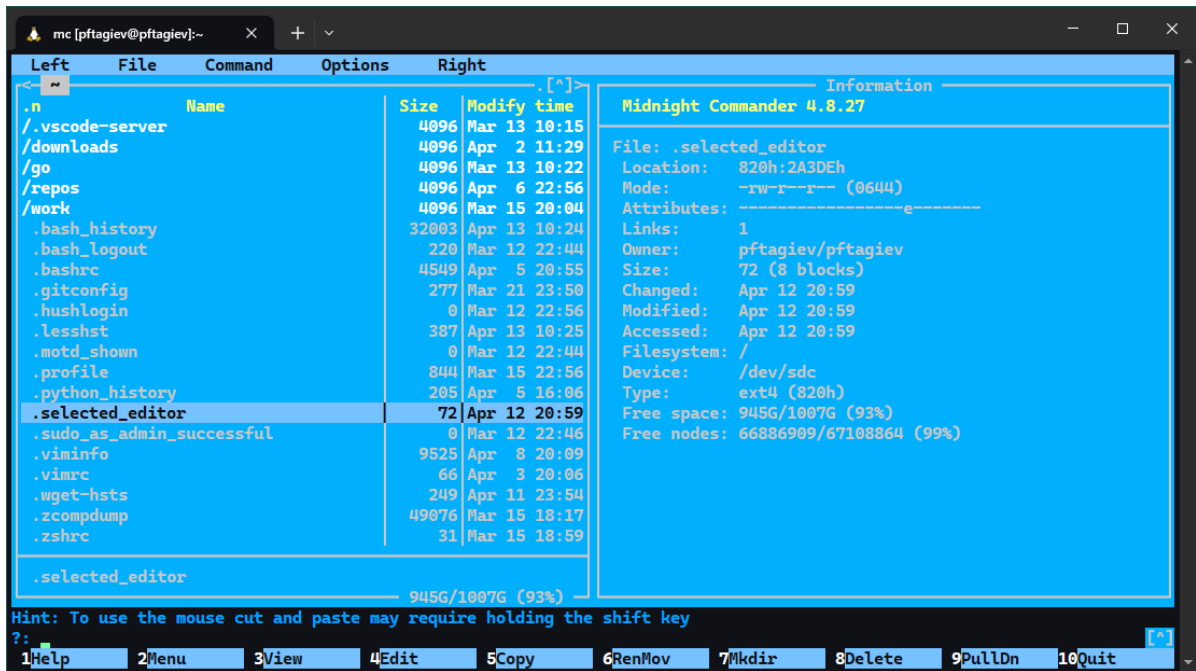 mc [pftagiev@pftagiev]:~
Left File Command Options Right
<─ ~ .[^]>
.n Name Size Modify time
/.vscode-server 4096 Mar 13 10:15
/downloads 4096 Apr 2 11:29
/go 4096 Mar 13 10:22
/repos 4096 Apr 6 22:56
/work 4096 Mar 15 20:04
.bash_history 32003 Apr 13 10:24
.bash_logout 220 Mar 12 22:44
.bashrc 4549 Apr 5 20:55
.gitconfig 277 Mar 21 23:50
.hushlogin 0 Mar 12 22:56
.lesshst 387 Apr 13 10:25
.motd_shown 0 Mar 12 22:44
.profile 844 Mar 15 22:56
.python_history 205 Apr 5 16:06
.selected_editor 72 Apr 12 20:59
.sudo_as_admin_successful 0 Mar 12 22:46
.viminfo 9525 Apr 8 20:09
.vimrc 66 Apr 3 20:06
.wget-hsts 249 Apr 11 23:54
.zcompdump 49076 Mar 15 18:17
.zshrc 31 Mar 15 18:59
.selected_editor
945G/1007G (93%)
Information
Midnight Commander 4.8.27
File: .selected_editor
Location: 820h:2A3DEh
Mode: -rw-r--r-- (0644)
Attributes: -----------------e-------
Links: 1
Owner: pftagiev/pftagiev
Size: 72 (8 blocks)
Changed: Apr 12 20:59
Modified: Apr 12 20:59
Accessed: Apr 12 20:59
Filesystem: /
Device: /dev/sdc
Type: ext4 (820h)
Free space: 945G/1007G (93%)
Free nodes: 66886909/67108864 (99%)
Hint: To use the mouse cut and paste may require holding the shift key
?: [^]
1Help 2Menu 3View 4Edit 5Copy 6RenMov 7Mkdir 8Delete 9PullDn 10Quit